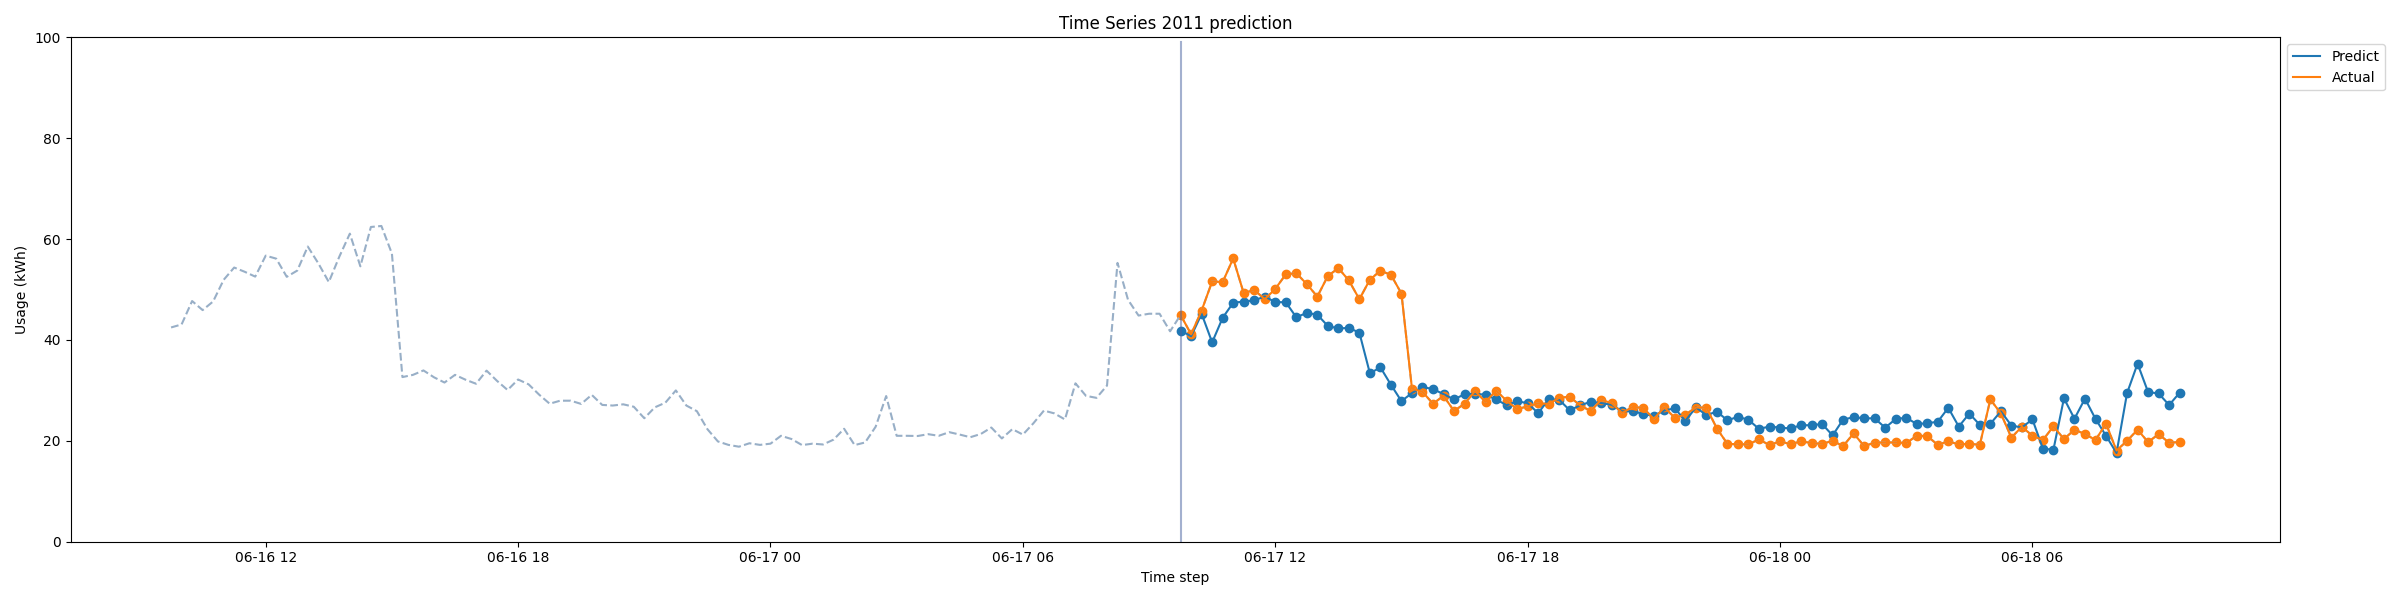 Time Series 2011 prediction
Predict
Actual
Usage (kWh)
100
80
60
40
20
0
06-16 12
06-16 18
06-17 00
06-17 06
06-17 12
06-17 18
06-18 00
06-18 06
Time step